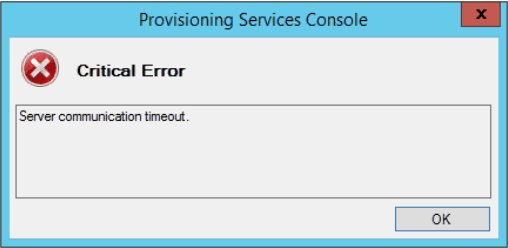 Provisioning Services Console
x
Critical Error
Server communication timeout.
OK